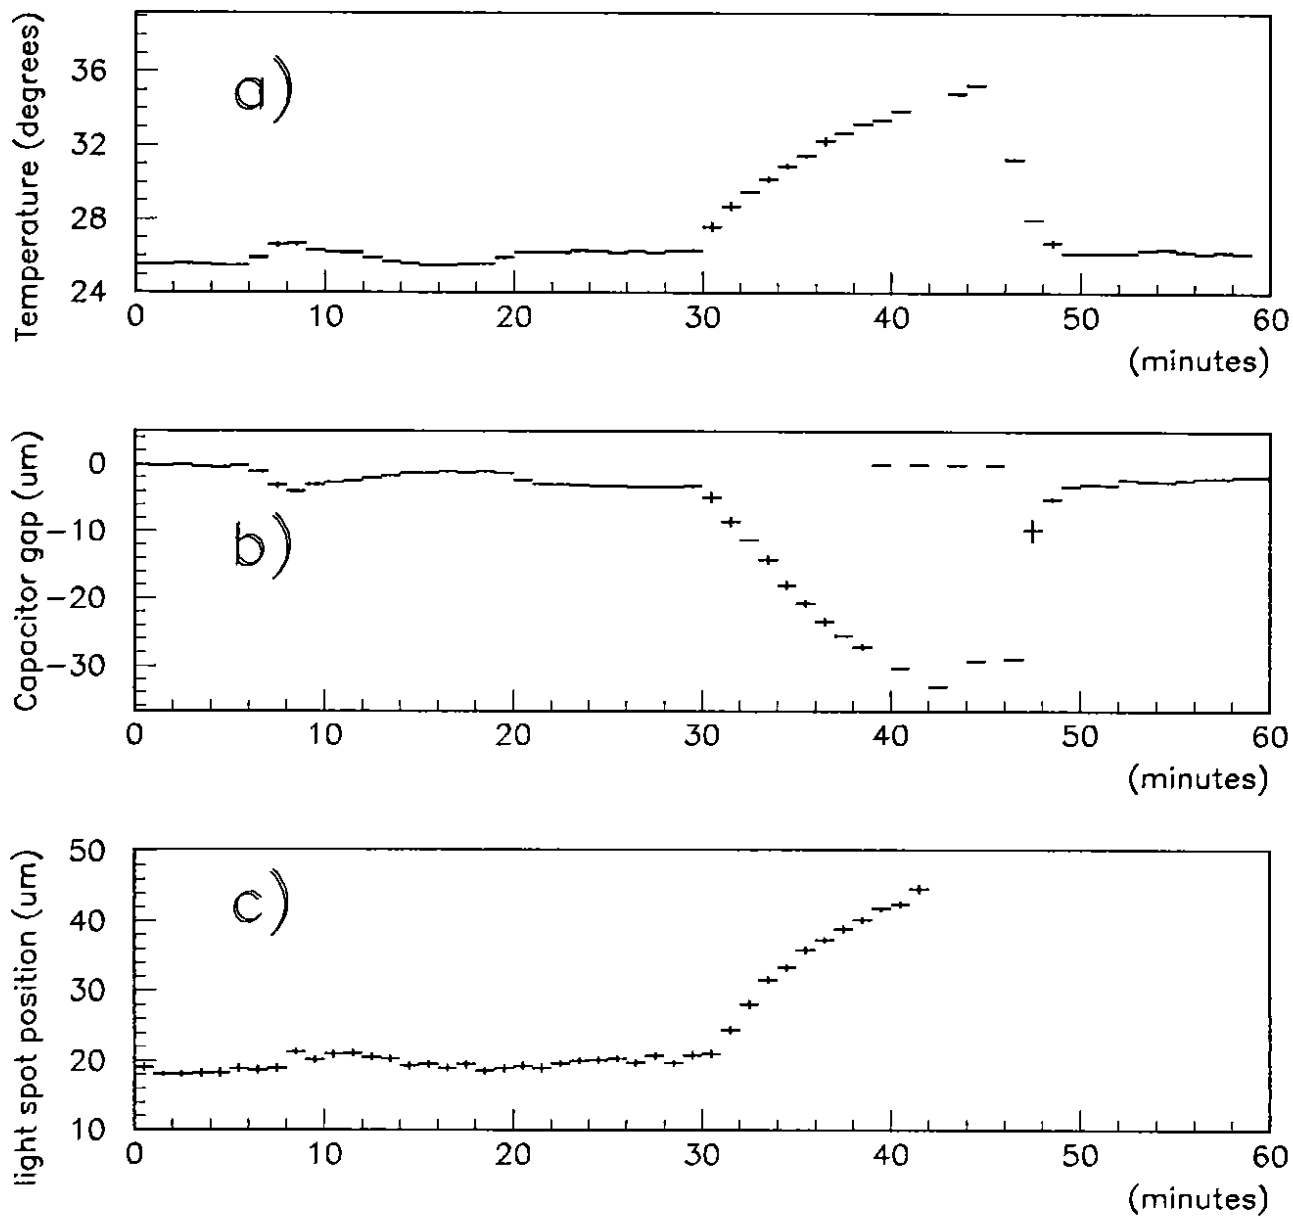 Temperature (degrees)
a)
36
32
28
24
0 10 20 30 40 50 60
(minutes)
Capacitor gap (um)
b)
0
−10
−20
−30
0 10 20 30 40 50 60
(minutes)
light spot position (um)
c)
50
40
30
20
10
0 10 20 30 40 50 60
(minutes)